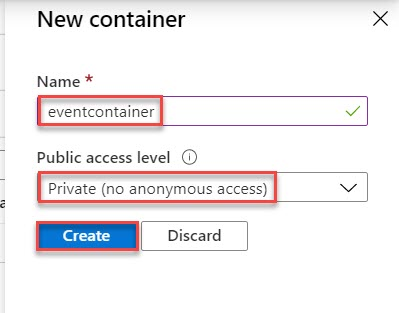 New container
Name *
eventcontainer
Public access level
Private (no anonymous access)
Create Discard